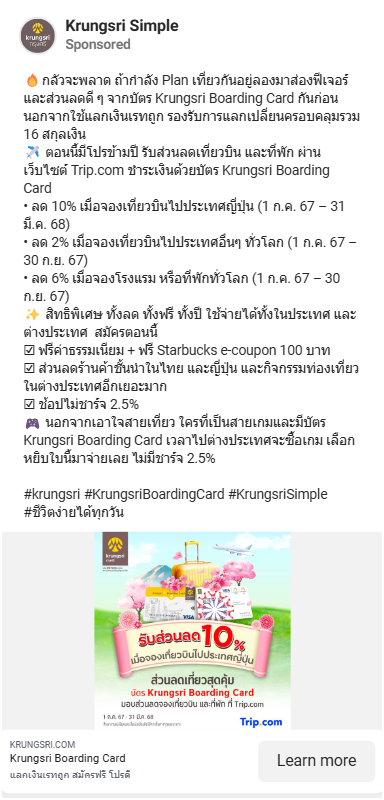 Krungsri Simple
Sponsored
🔥 กลัวจะพลาด ถ้ากำลัง Plan เที่ยวกันอยู่ลองมาส่องฟีเจอร์
และส่วนลดดี ๆ จากบัตร Krungsri Boarding Card กันก่อน
นอกจากใช้แลกเงินเรทถูก รองรับการแลกเปลี่ยนครอบคลุมรวม
16 สกุลเงิน
✈️ ตอนนี้มีโปรข้ามปี รับส่วนลดเที่ยวบิน และที่พัก ผ่าน
เว็บไซต์ Trip.com ชำระเงินด้วยบัตร Krungsri Boarding
Card
• ลด 10% เมื่อจองเที่ยวบินไปประเทศญี่ปุ่น (1 ก.ค. 67 – 31
มี.ค. 68)
• ลด 2% เมื่อจองเที่ยวบินไปประเทศอื่นๆ ทั่วโลก (1 ก.ค. 67 –
30 ก.ย. 67)
• ลด 6% เมื่อจองโรงแรม หรือที่พักทั่วโลก (1 ก.ค. 67 – 30
ก.ย. 67)
✨ สิทธิพิเศษ ทั้งลด ทั้งฟรี ทั้งปี ใช้จ่ายได้ทั้งในประเทศ และ
ต่างประเทศ สมัครตอนนี้
☑ ฟรีค่าธรรมเนียม + ฟรี Starbucks e-coupon 100 บาท
☑ ส่วนลดร้านค้าชั้นนำในไทย และญี่ปุ่น และกิจกรรมท่องเที่ยว
ในต่างประเทศอีกเยอะมาก
☑ ช้อปไม่ชาร์จ 2.5%
🎮 นอกจากเอาใจสายเที่ยว ใครที่เป็นสายเกมและมีบัตร
Krungsri Boarding Card เวลาไปต่างประเทศจะซื้อเกม เลือก
หยิบใบนี้มาจ่ายเลย ไม่มีชาร์จ 2.5%
#krungsri #KrungsriBoardingCard #KrungsriSimple
#ชีวิตง่ายได้ทุกวัน
krungsri
card
VISA
รับส่วนลด 10%
เมื่อจองเที่ยวบินไปประเทศญี่ปุ่น
ส่วนลดเที่ยวสุดคุ้ม
บัตร Krungsri Boarding Card
มอบส่วนลดจองเที่ยวบิน และที่พัก ที่ Trip.com
1 ก.ค. 67 - 31 มี.ค. 68
Trip.com
KRUNGSRI.COM
Krungsri Boarding Card
แลกเงินเรทถูก สมัครฟรี โปรดี
Learn more